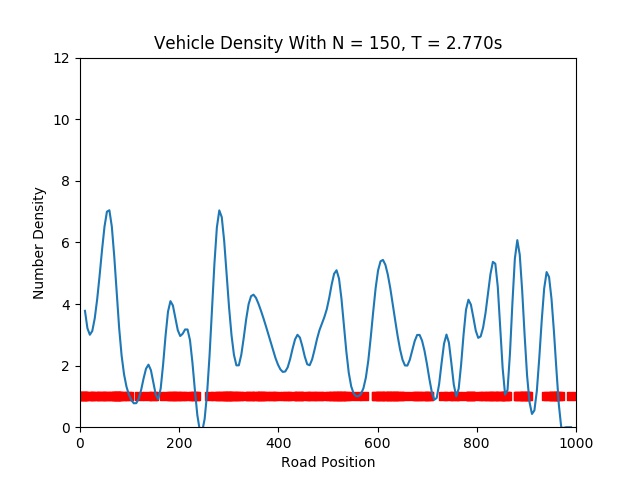 Vehicle Density With N = 150, T = 2.770s
12
10
8
6
4
2
0
Number Density
0 200 400 600 800 1000
Road Position